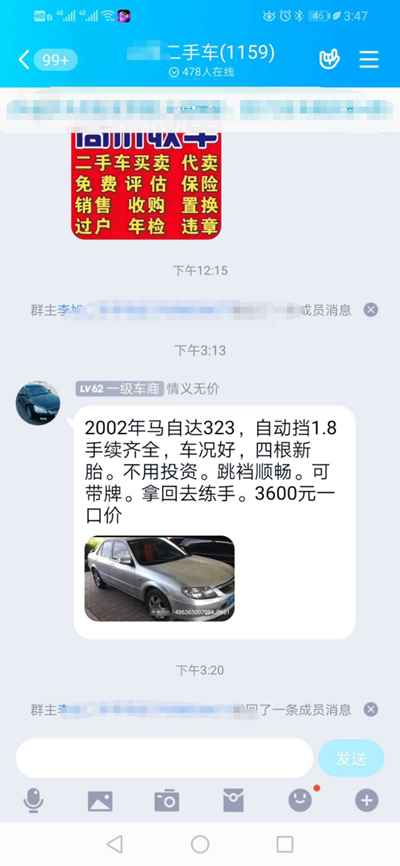 3:47
99+
二手车(1159)
478人在线
高价收车
二手车买卖 代卖
免费评估 保险
销售 收购 置换
过户 年检 违章
下午12:15
群主李 成员消息
下午3:13
LV62 一级车商 情义无价
2002年马自达323，自动挡1.8
手续齐全，车况好，四根新
胎。不用投资。跳裆顺畅。可
带牌。拿回去练手。3600元一
口价
下午3:20
群主李 回了一条成员消息
发送